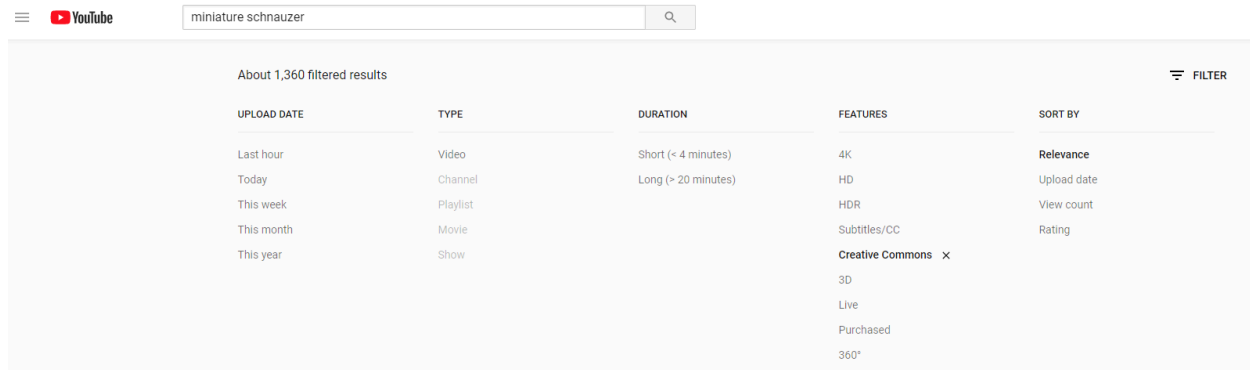 YouTube
miniature schnauzer
About 1,360 filtered results
FILTER
UPLOAD DATE
Last hour
Today
This week
This month
This year
TYPE
Video
Channel
Playlist
Movie
Show
DURATION
Short (< 4 minutes)
Long (> 20 minutes)
FEATURES
4K
HD
HDR
Subtitles/CC
Creative Commons ×
3D
Live
Purchased
360°
SORT BY
Relevance
Upload date
View count
Rating